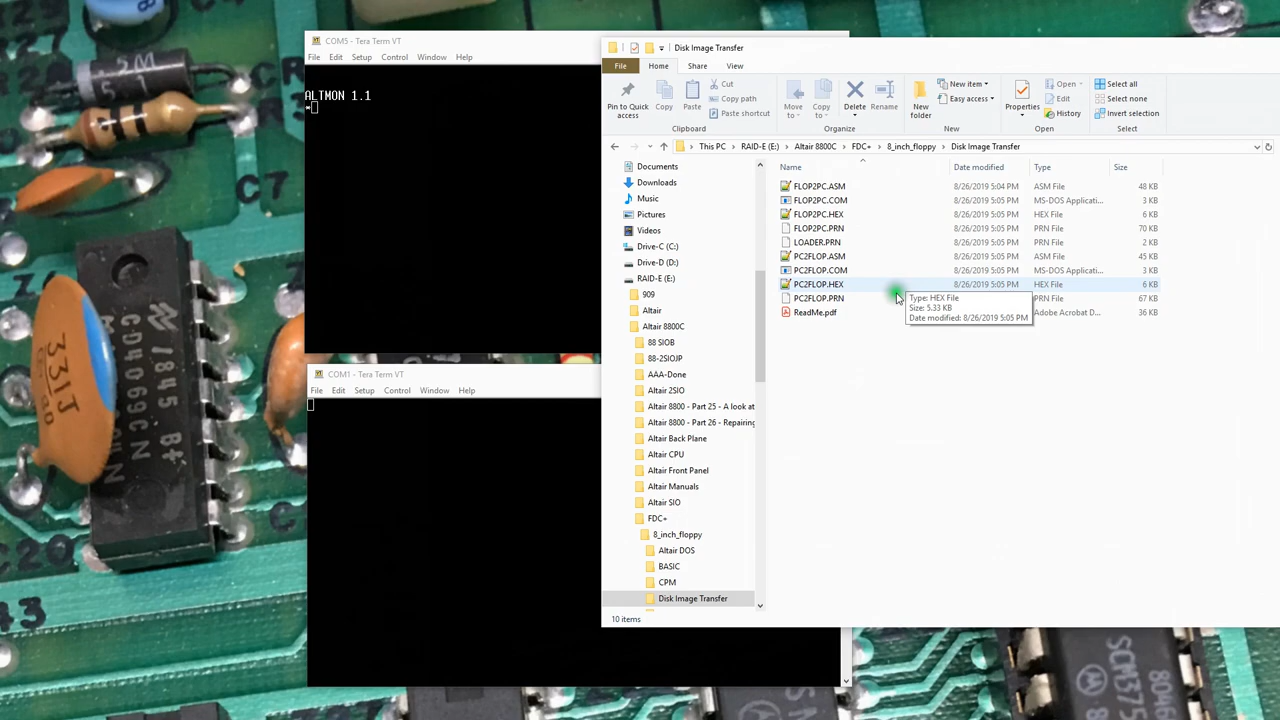 COM5 - Tera Term VT
File Edit Setup Control Window Help
ALTMON 1.1
*
COM1 - Tera Term VT
File Edit Setup Control Window Help
Disk Image Transfer
File Home Share View
Pin to Quick access
Copy
Paste
Cut
Copy path
Paste shortcut
Clipboard
Move to
Copy to
Delete
Rename
Organize
New folder
New item
Easy access
New
Properties
Open
Edit
History
Open
Select all
Select none
Invert selection
Select
This PC > RAID-E (E:) > Altair 8800C > FDC+ > 8_inch_floppy > Disk Image Transfer
Documents
Downloads
Music
Pictures
Videos
Drive-C (C:)
Drive-D (D:)
RAID-E (E:)
909
Altair
Altair 8800C
88 SIOB
88-2SIOJP
AAA-Done
Altair 2SIO
Altair 8800 - Part 25 - A look at
Altair 8800 - Part 26 - Repairing
Altair Back Plane
Altair CPU
Altair Front Panel
Altair Manuals
Altair SIO
FDC+
8_inch_floppy
Altair DOS
BASIC
CPM
Disk Image Transfer
Name Date modified Type Size
FLOP2PC.ASM 8/26/2019 5:04 PM ASM File 48 KB
FLOP2PC.COM 8/26/2019 5:05 PM MS-DOS Applicati... 3 KB
FLOP2PC.HEX 8/26/2019 5:05 PM HEX File 6 KB
FLOP2PC.PRN 8/26/2019 5:05 PM PRN File 70 KB
LOADER.PRN 8/26/2019 5:05 PM PRN File 2 KB
PC2FLOP.ASM 8/26/2019 5:05 PM ASM File 45 KB
PC2FLOP.COM 8/26/2019 5:05 PM MS-DOS Applicati... 3 KB
PC2FLOP.HEX 8/26/2019 5:05 PM HEX File 6 KB
PC2FLOP.PRN PRN File 67 KB
ReadMe.pdf Adobe Acrobat D... 36 KB
Type: HEX File
Size: 5.33 KB
Date modified: 8/26/2019 5:05 PM
10 items
331J
CD4069CN